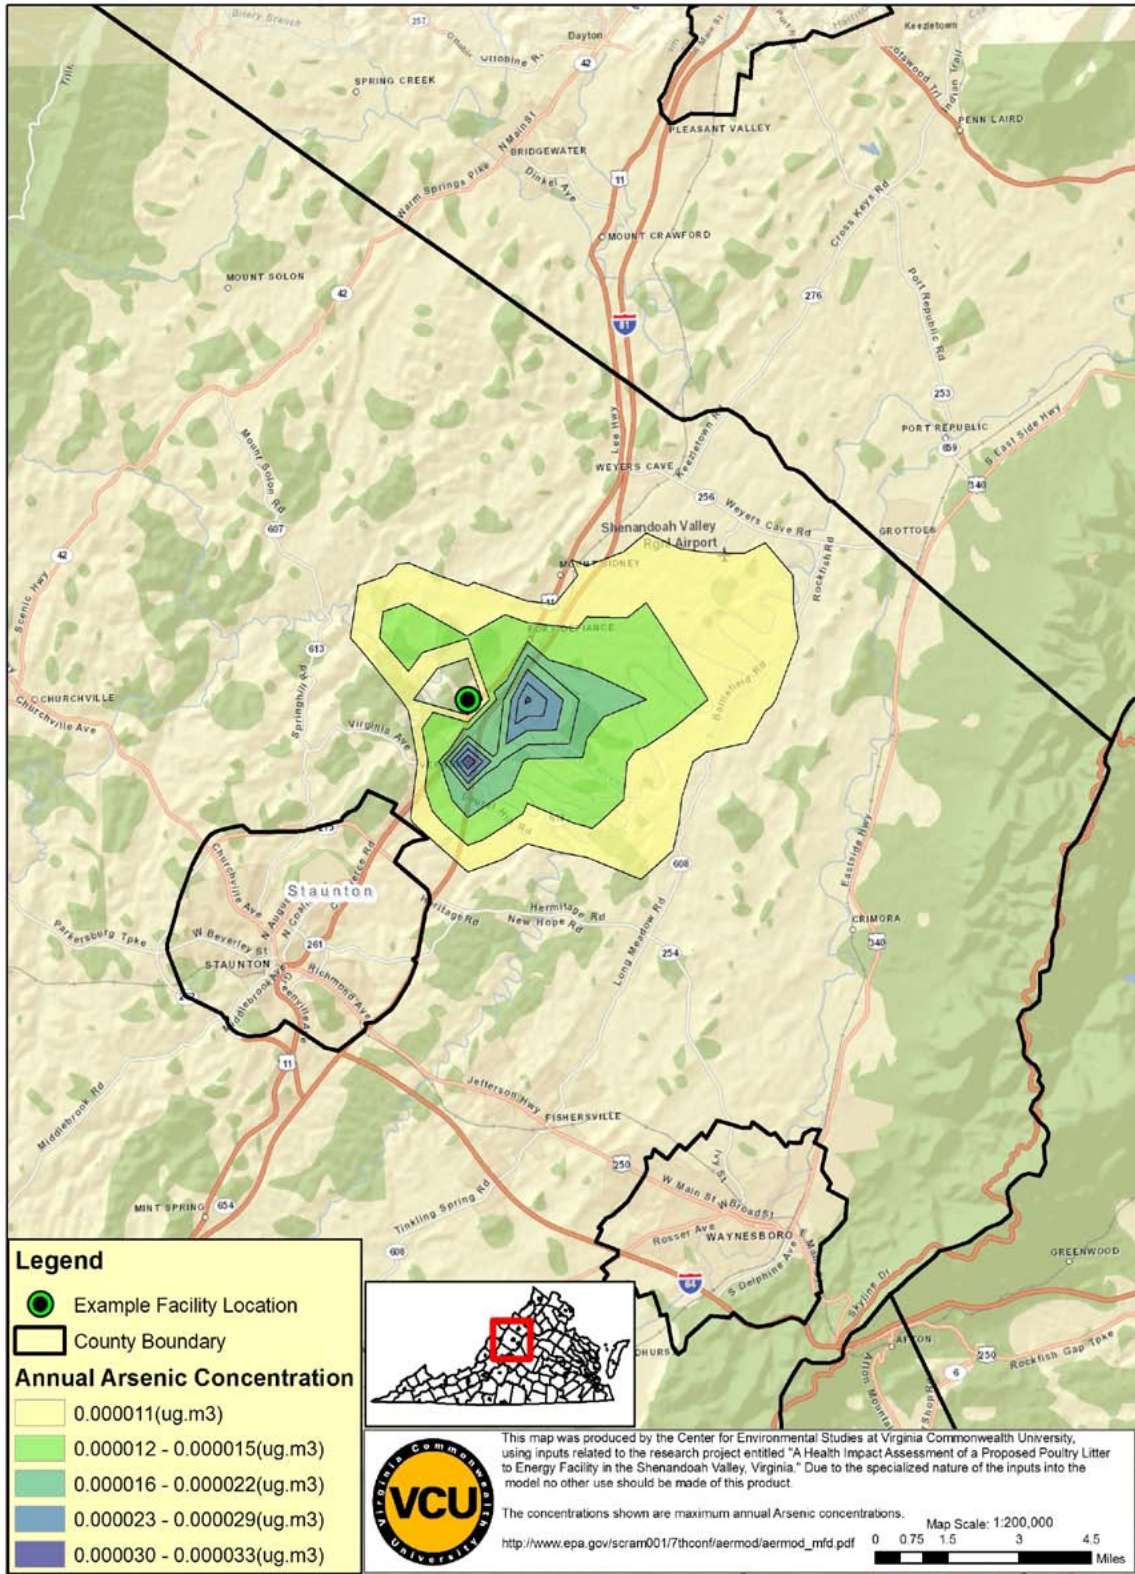 257
Dayton
42
Ottobine R
SPRING CREEK
Main St
Keezletown
Indian Trail
PENN LAIRD
PLEASANT VALLEY
N Main St
BRIDGEWATER
Dinkel Ave
11
Warm Springs Pike
MOUNT CRAWFORD
Cross Keys Rd
MOUNT SOLON
42
276
Port Republic Rd
81
253
Lee Hwy
PORT REPUBLIC
659
S East Side Hwy
340
Mount Solon Rd
WEYERS CAVE
256
Weyers Cave Rd
607
Shenandoah Valley
Rgnl Airport
GROTTOES
42
Scenic Hwy
MOUNT SIDNEY
Rockfish Rd
11
FORT DEFIANCE
613
Springhill Rd
CHURCHVILLE
Churchville Ave
Virginia Ave
Battlefield Rd
608
Eastside Hwy
Churchville Ave
Staunton
Hermitage Rd
New Hope Rd
Long Meadow Rd
CRIMORA
340
254
Parkersburg Tpke
W Beverley St
261
STAUNTON
Richmond Ave
11
Middlebrook Rd
Jefferson Hwy
FISHERSVILLE
250
Ivy St
W Main St
W Broad St
Tinkling Spring Rd
MINT SPRING
654
608
Rosser Ave
WAYNESBORO
S Delphine Ave
64
Skyline Dr
GREENWOOD
AFTON
250
Rockfish Gap Tpke
6
Legend
Example Facility Location
County Boundary
Annual Arsenic Concentration
0.000011(ug.m3)
0.000012 - 0.000015(ug.m3)
0.000016 - 0.000022(ug.m3)
0.000023 - 0.000029(ug.m3)
0.000030 - 0.000033(ug.m3)
Virginia Commonwealth
VCU
University
This map was produced by the Center for Environmental Studies at Virginia Commonwealth University,
using inputs related to the research project entitled "A Health Impact Assessment of a Proposed Poultry Litter
to Energy Facility in the Shenandoah Valley, Virginia." Due to the specialized nature of the inputs into the
model no other use should be made of this product.
The concentrations shown are maximum annual Arsenic concentrations.
http://www.epa.gov/scram001/7thconf/aermod/aermod_mfd.pdf
Map Scale: 1:200,000
0 0.75 1.5 3 4.5
Miles